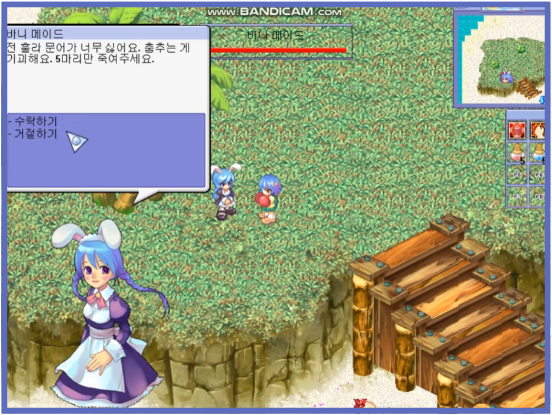 WWW.BANDICAM.COM
바니 메이드
바니 메이드
전 훌라 문어가 너무 싫어요. 춤추는 게
기괴해요. 5마리만 죽여주세요.
- 수락하기
- 거절하기
5